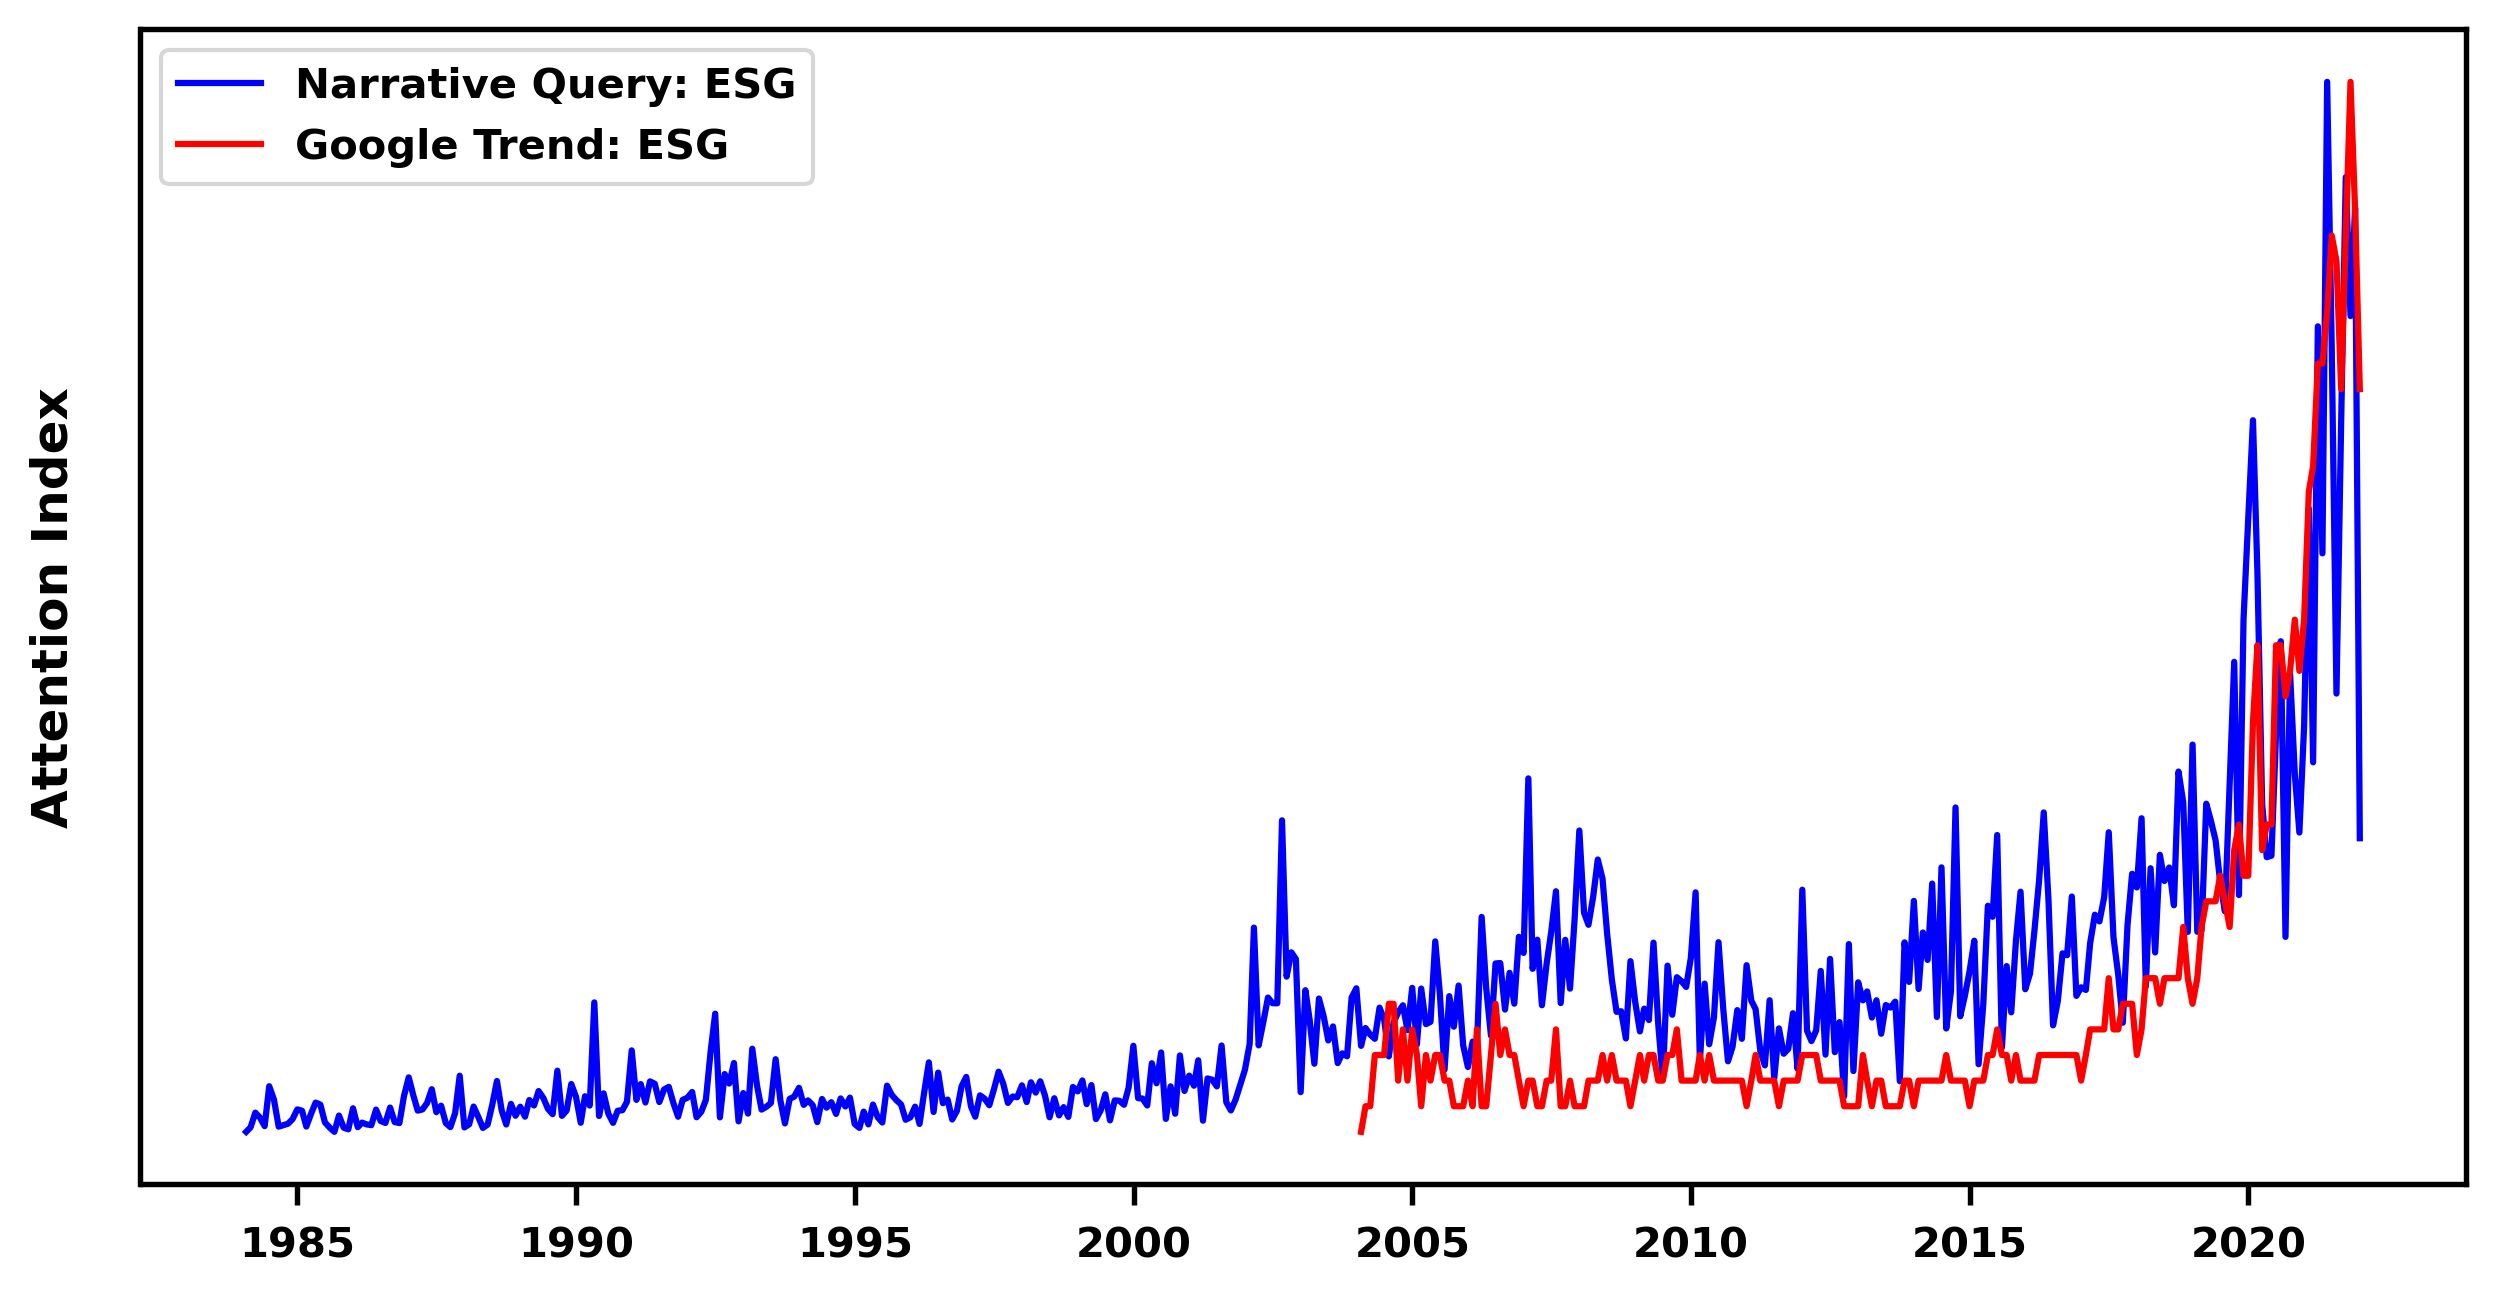 Narrative Query: ESG
Google Trend: ESG
Attention Index
1985 1990 1995 2000 2005 2010 2015 2020